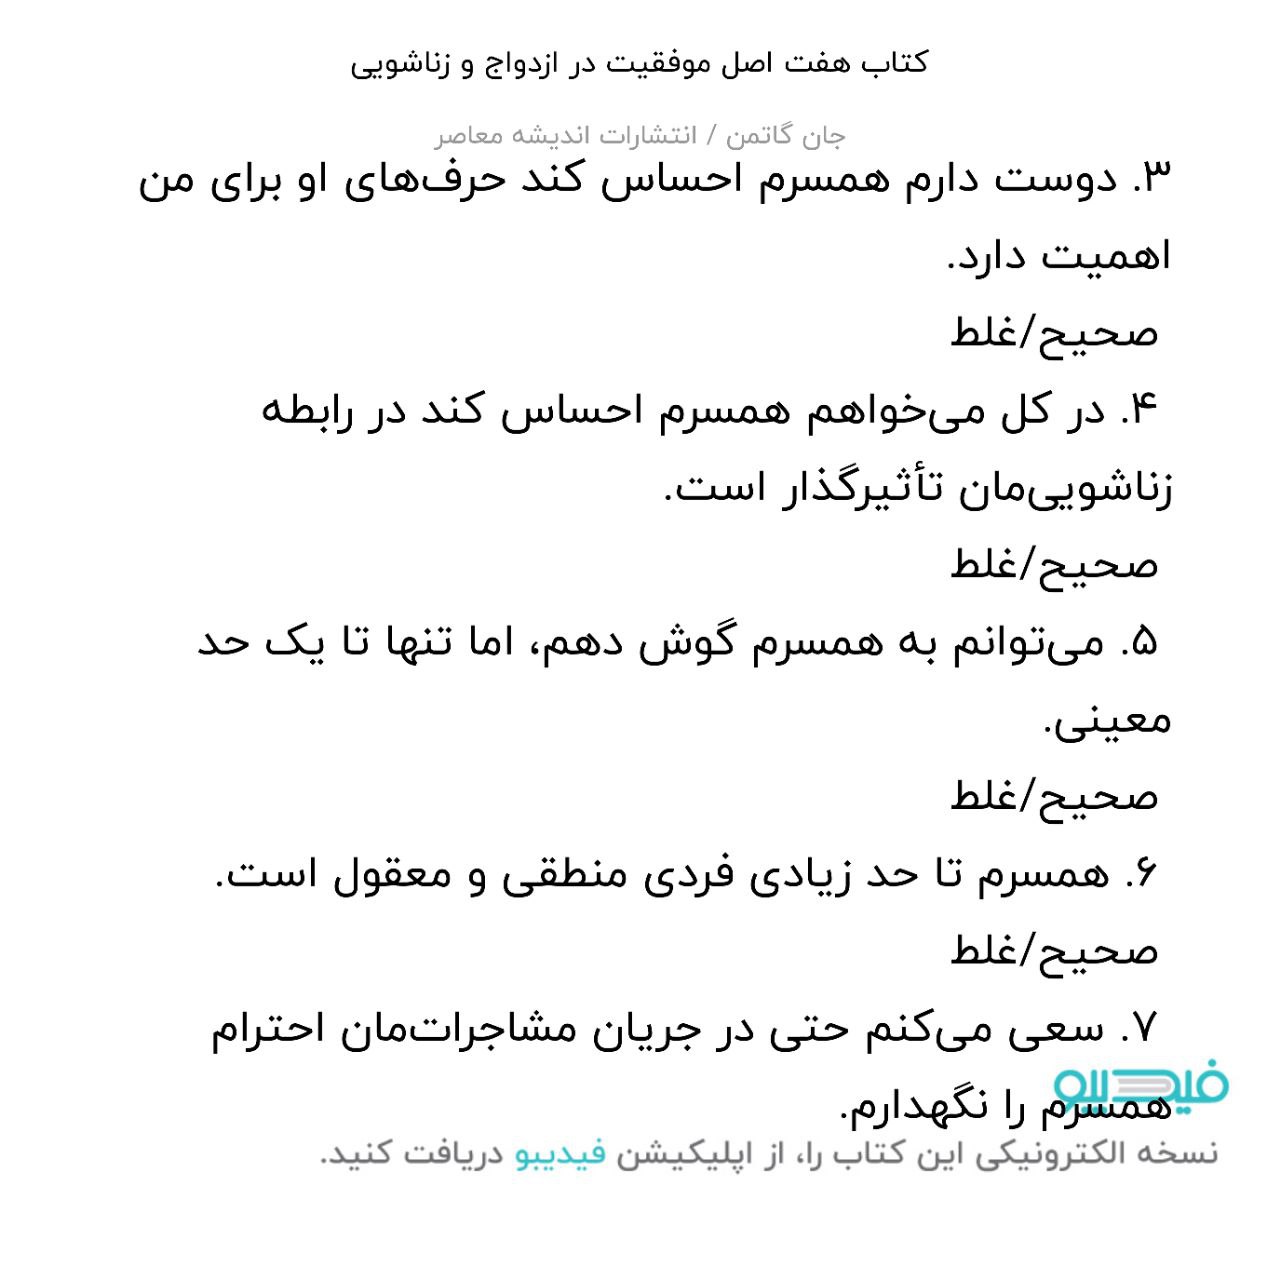 کتاب هفت اصل موفقیت در ازدواج و زناشویی
جان گاتمن / انتشارات اندیشه معاصر
۳. دوست دارم همسرم احساس کند حرف‌های او برای من
اهمیت دارد.
صحیح/غلط
۴. در کل می‌خواهم همسرم احساس کند در رابطه
زناشویی‌مان تأثیرگذار است.
صحیح/غلط
۵. می‌توانم به همسرم گوش دهم، اما تنها تا یک حد
معینی.
صحیح/غلط
۶. همسرم تا حد زیادی فردی منطقی و معقول است.
صحیح/غلط
۷. سعی می‌کنم حتی در جریان مشاجرات‌مان احترام
همسرم را نگهدارم.
فیدیبو
نسخه الکترونیکی این کتاب را، از اپلیکیشن فیدیبو دریافت کنید.